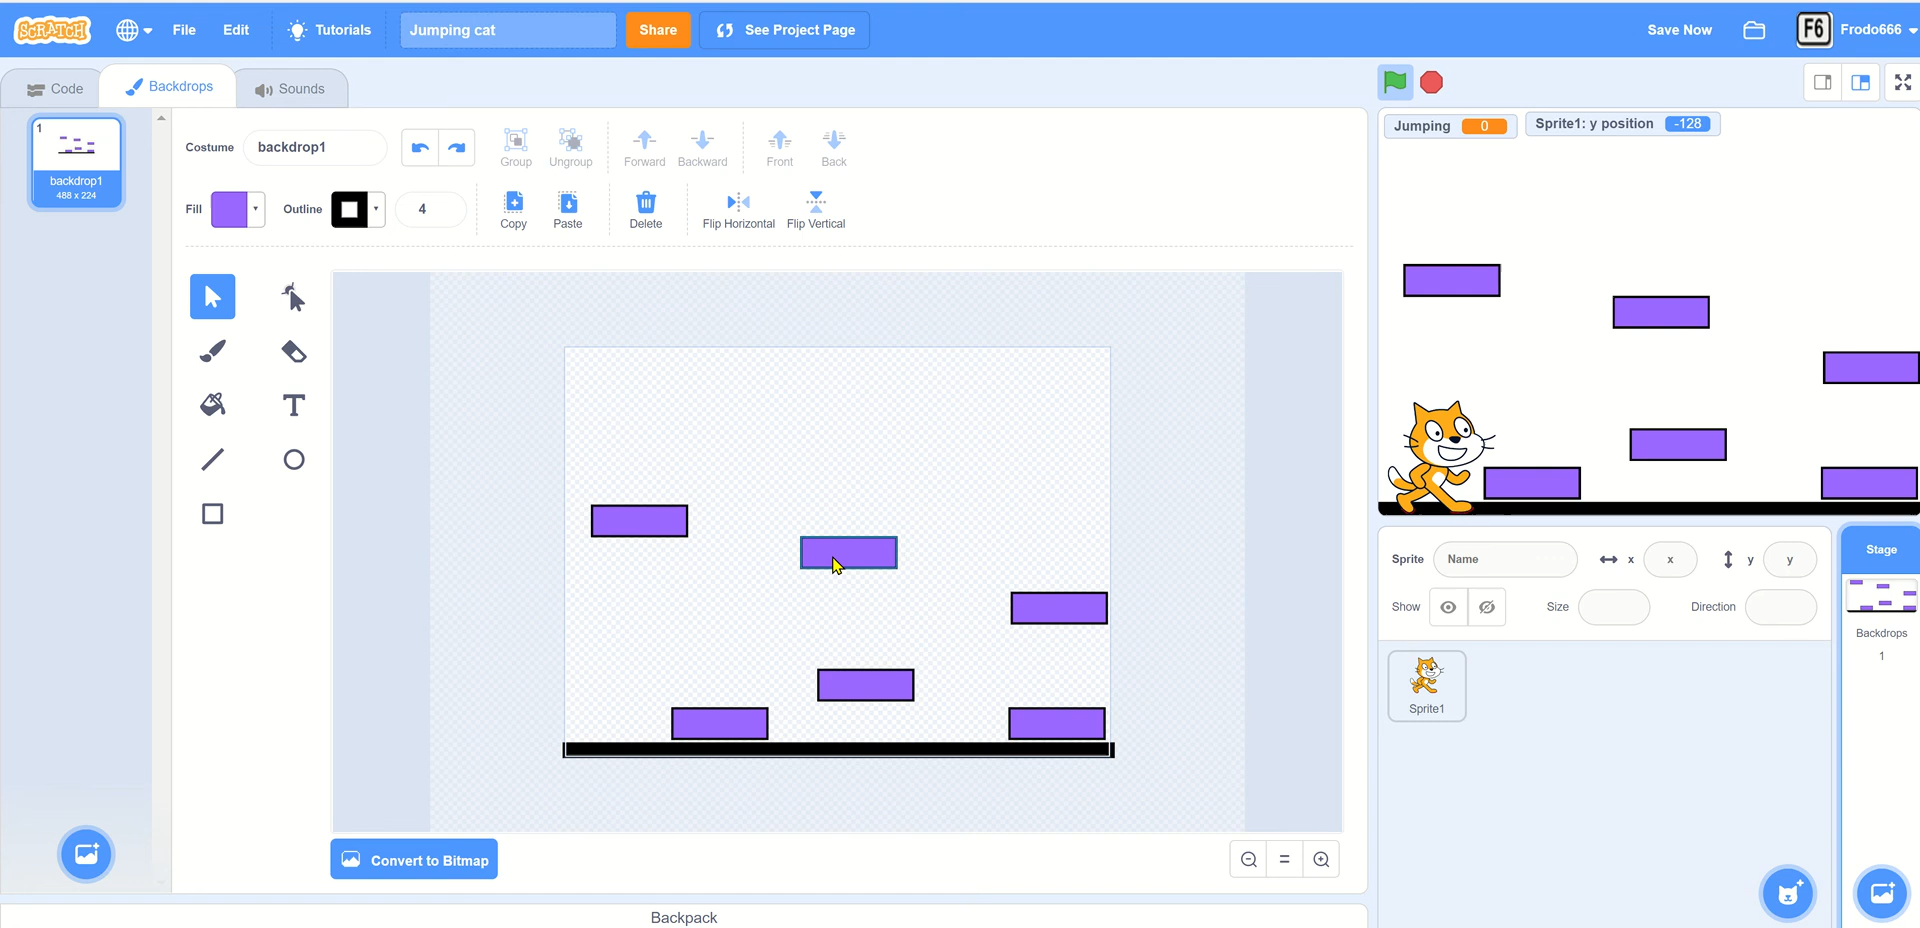 SCRATCH
File
Edit
Tutorials
Jumping cat
Share
See Project Page
Save Now
F6
Frodo666
Code
Backdrops
Sounds
1
backdrop1
488 x 224
Costume
backdrop1
Group
Ungroup
Forward
Backward
Front
Back
Fill
Outline
4
Copy
Paste
Delete
Flip Horizontal
Flip Vertical
T
Convert to Bitmap
Backpack
Jumping 0
Sprite1: y position -128
Sprite
Name
x
x
y
y
Show
Size
Direction
Sprite1
Stage
Backdrops
1